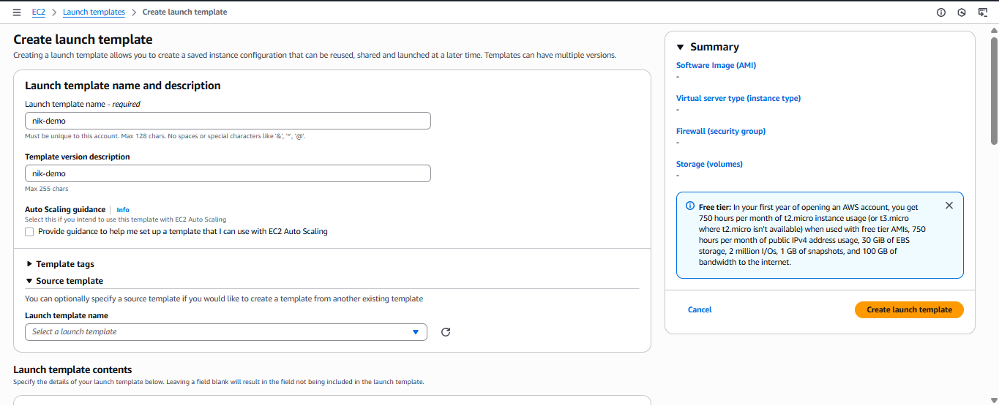 EC2 > Launch templates > Create launch template
Create launch template
Creating a launch template allows you to create a saved instance configuration that can be reused, shared and launched at a later time. Templates can have multiple versions.
Launch template name and description
Launch template name - required
nik-demo
Must be unique to this account. Max 128 chars. No spaces or special characters like '&', '*', '@'.
Template version description
nik-demo
Max 255 chars
Auto Scaling guidance | Info
Select this if you intend to use this template with EC2 Auto Scaling
Provide guidance to help me set up a template that I can use with EC2 Auto Scaling
Template tags
Source template
You can optionally specify a source template if you would like to create a template from another existing template
Launch template name
Select a launch template
Launch template contents
Specify the details of your launch template below. Leaving a field blank will result in the field not being included in the launch template.
Summary
Software Image (AMI)
-
Virtual server type (instance type)
-
Firewall (security group)
-
Storage (volumes)
-
Free tier: In your first year of opening an AWS account, you get
750 hours per month of t2.micro instance usage (or t3.micro
where t2.micro isn't available) when used with free tier AMIs, 750
hours per month of public IPv4 address usage, 30 GiB of EBS
storage, 2 million I/Os, 1 GB of snapshots, and 100 GB of
bandwidth to the internet.
Cancel
Create launch template